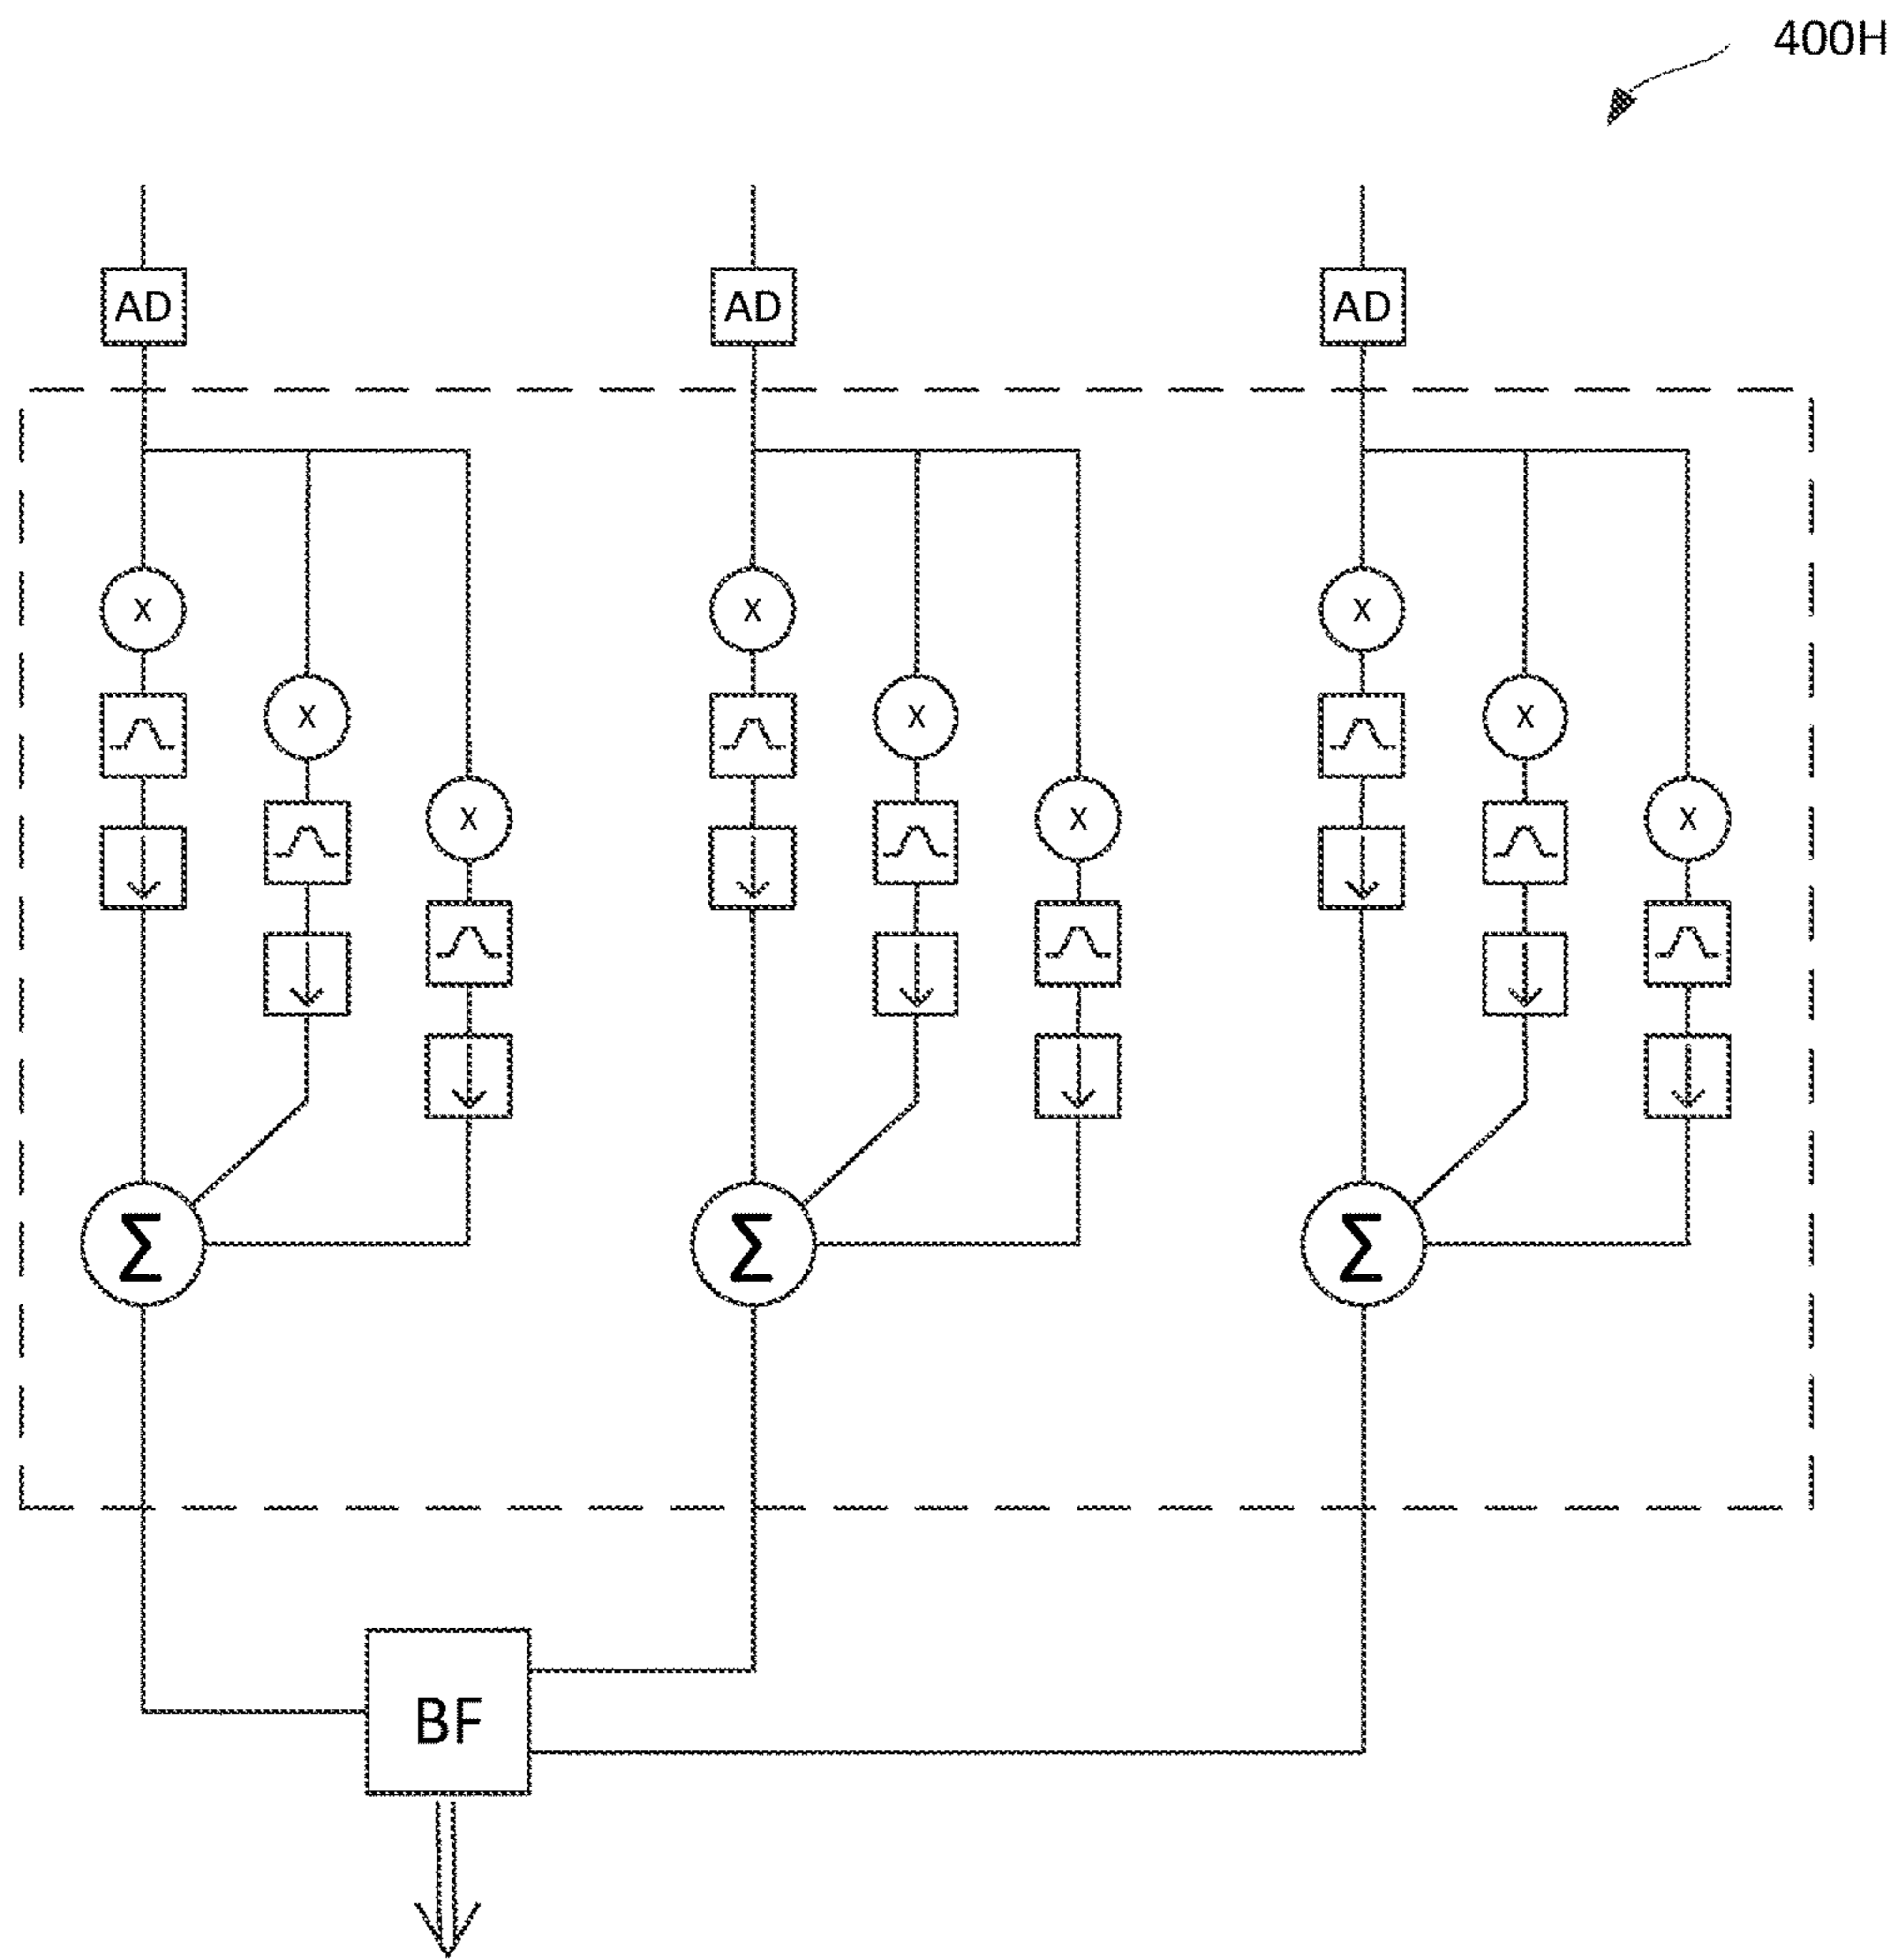 400H
AD AD AD
X X X
X X X
X X X
Σ Σ Σ
BF